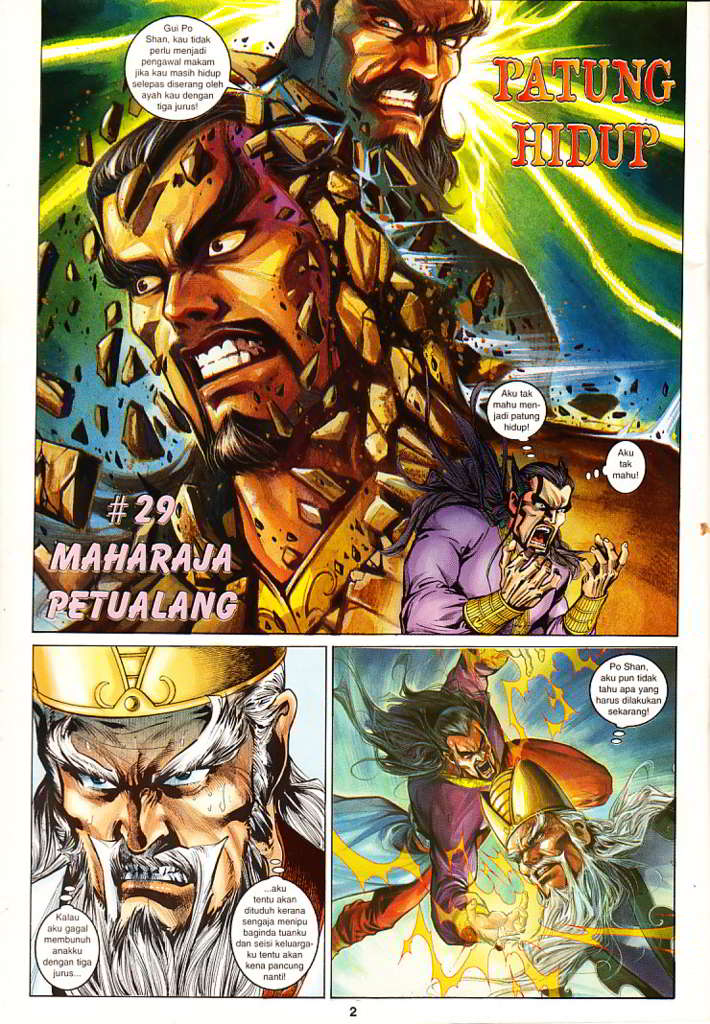 Gui Po
Shan, kau tidak
perlu menjadi
pengawal makam
jika kau masih hidup
selepas diserang oleh
ayah kau dengan
tiga jurus!
PATUNG
HIDUP
Aku tak
mahu men-
jadi patung
hidup!
Aku
tak
mahu!
#29
MAHARAJA
PETUALANG
Kalau
aku gagal
membunuh
anakku
dengan tiga
jurus...
...aku
tentu akan
dituduh kerana
sengaja menipu
baginda tuanku
dan seisi keluarga-
ku tentu akan
kena pancung
nanti!
Po Shan,
aku pun tidak
tahu apa yang
harus dilakukan
sekarang!
2